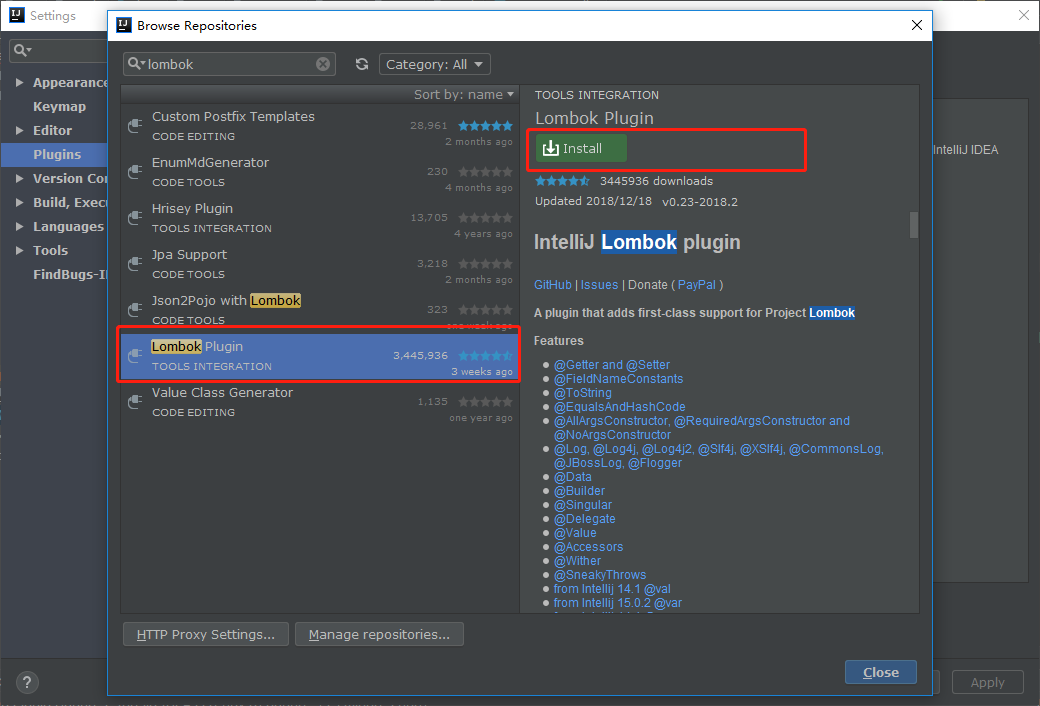 Settings
Browse Repositories
lombok
Category: All
Appearance
Keymap
Editor
Plugins
Version Con
Build, Execu
Languages
Tools
FindBugs-I
Sort by: name
Custom Postfix Templates
CODE EDITING
28,961
2 months ago
EnumMdGenerator
CODE TOOLS
230
4 months ago
Hrisey Plugin
TOOLS INTEGRATION
13,705
4 years ago
Jpa Support
CODE TOOLS
3,218
2 months ago
Json2Pojo with Lombok
CODE TOOLS
323
one week ago
Lombok Plugin
TOOLS INTEGRATION
3,445,936
3 weeks ago
Value Class Generator
CODE EDITING
1,135
one year ago
TOOLS INTEGRATION
Lombok Plugin
Install
3445936 downloads
Updated 2018/12/18 v0.23-2018.2
IntelliJ Lombok plugin
GitHub | Issues | Donate ( PayPal )
A plugin that adds first-class support for Project Lombok
Features
@Getter and @Setter
@FieldNameConstants
@ToString
@EqualsAndHashCode
@AllArgsConstructor, @RequiredArgsConstructor and
@NoArgsConstructor
@Log, @Log4j, @Log4j2, @Slf4j, @XSlf4j, @CommonsLog,
@JBossLog, @Flogger
@Data
@Builder
@Singular
@Delegate
@Value
@Accessors
@Wither
@SneakyThrows
from Intellij 14.1 @val
from Intellij 15.0.2 @var
IntelliJ IDEA
HTTP Proxy Settings...
Manage repositories...
Close
?
Apply